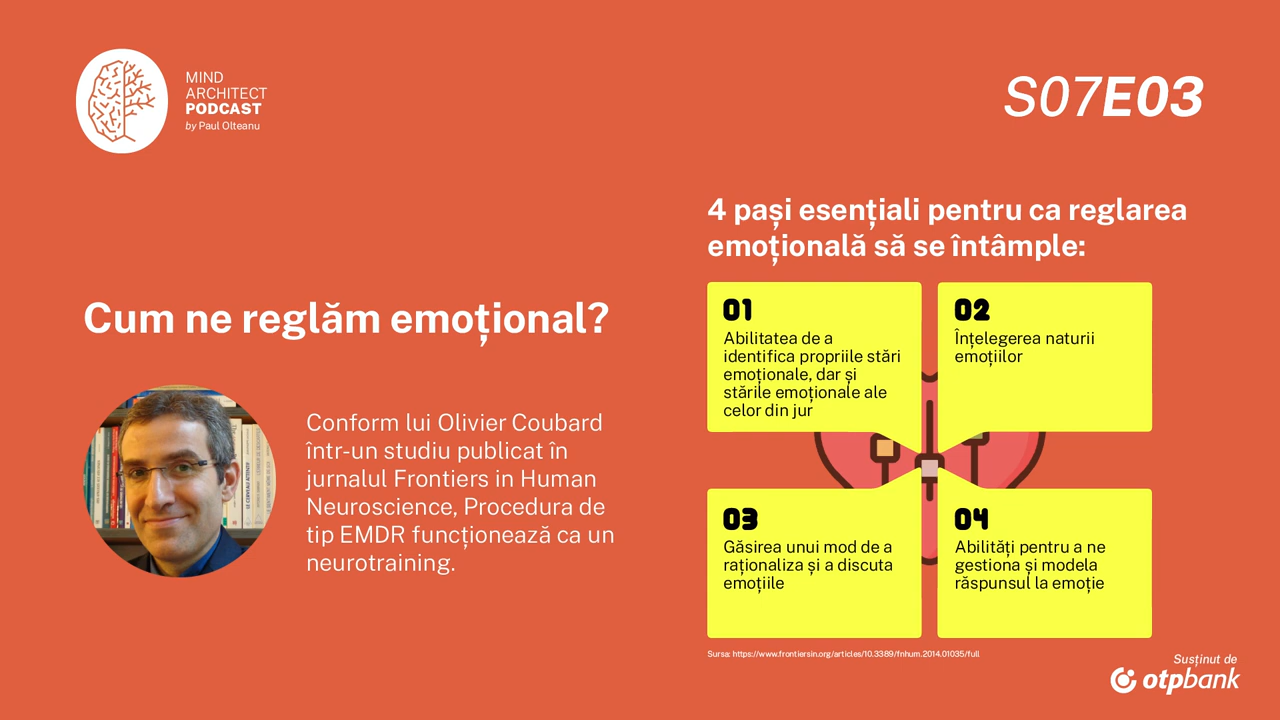 MIND
ARCHITECT
PODCAST
by Paul Olteanu
S07E03
Cum ne reglăm emoțional?
Conform lui Olivier Coubard
într-un studiu publicat în
jurnalul Frontiers in Human
Neuroscience, Procedura de
tip EMDR funcționează ca un
neurotraining.
4 pași esențiali pentru ca reglarea
emoțională să se întâmple:
01
Abilitatea de a
identifica propriile stări
emoționale, dar și
stările emoționale ale
celor din jur
02
Înțelegerea naturii
emoțiilor
03
Găsirea unui mod de a
raționaliza și a discuta
emoțiile
04
Abilități pentru a ne
gestiona și modela
răspunsul la emoție
Sursa: https://www.frontiersin.org/articles/10.3389/fnhum.2014.01035/full
Susținut de
otpbank